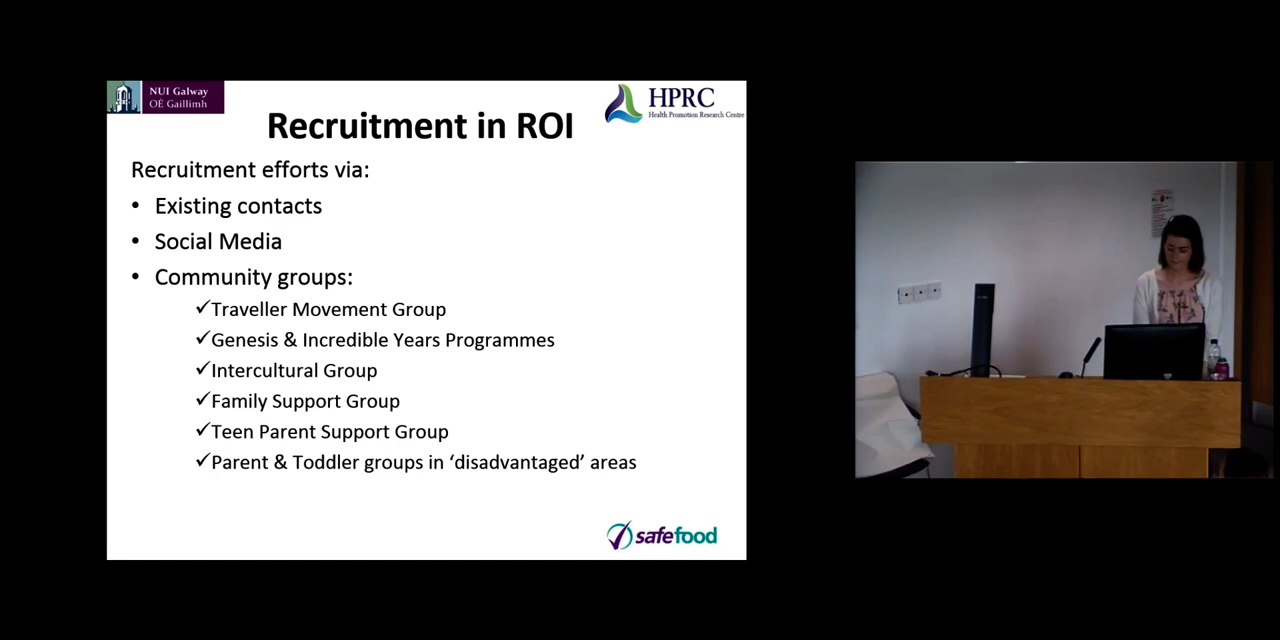 NUI Galway
OÉ Gaillimh
HPRC
Health Promotion Research Centre
Recruitment in ROI
Recruitment efforts via:
• Existing contacts
• Social Media
• Community groups:
✓Traveller Movement Group
✓Genesis & Incredible Years Programmes
✓Intercultural Group
✓Family Support Group
✓Teen Parent Support Group
✓Parent & Toddler groups in ‘disadvantaged’ areas
safefood